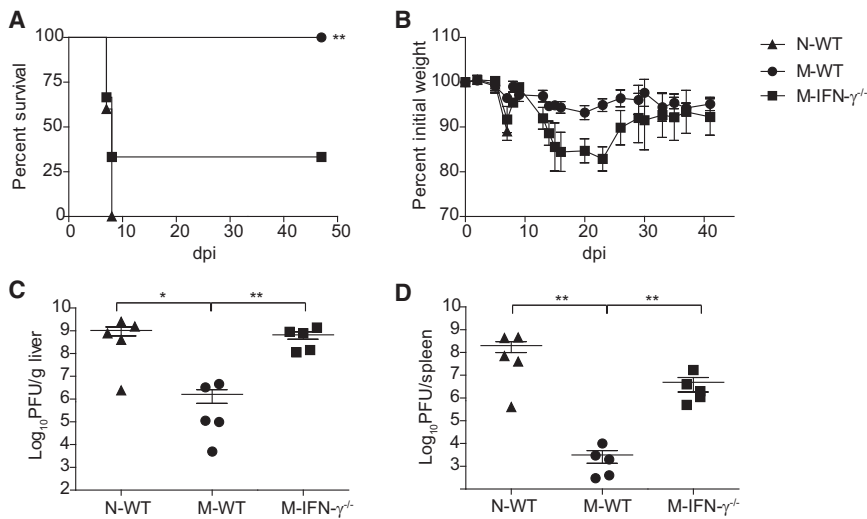 A
Percent survival
100
75
50
25
0
**
0
10
20
30
40
50
dpi
B
Percent initial weight
110
100
90
80
70
0
10
20
30
40
dpi
N-WT
M-WT
M-IFN-γ-/-
C
Log10PFU/g liver
10
9
8
7
6
5
4
3
2
*
**
N-WT
M-WT
M-IFN-γ-/-
D
Log10PFU/spleen
10
9
8
7
6
5
4
3
**
**
N-WT
M-WT
M-IFN-γ-/-